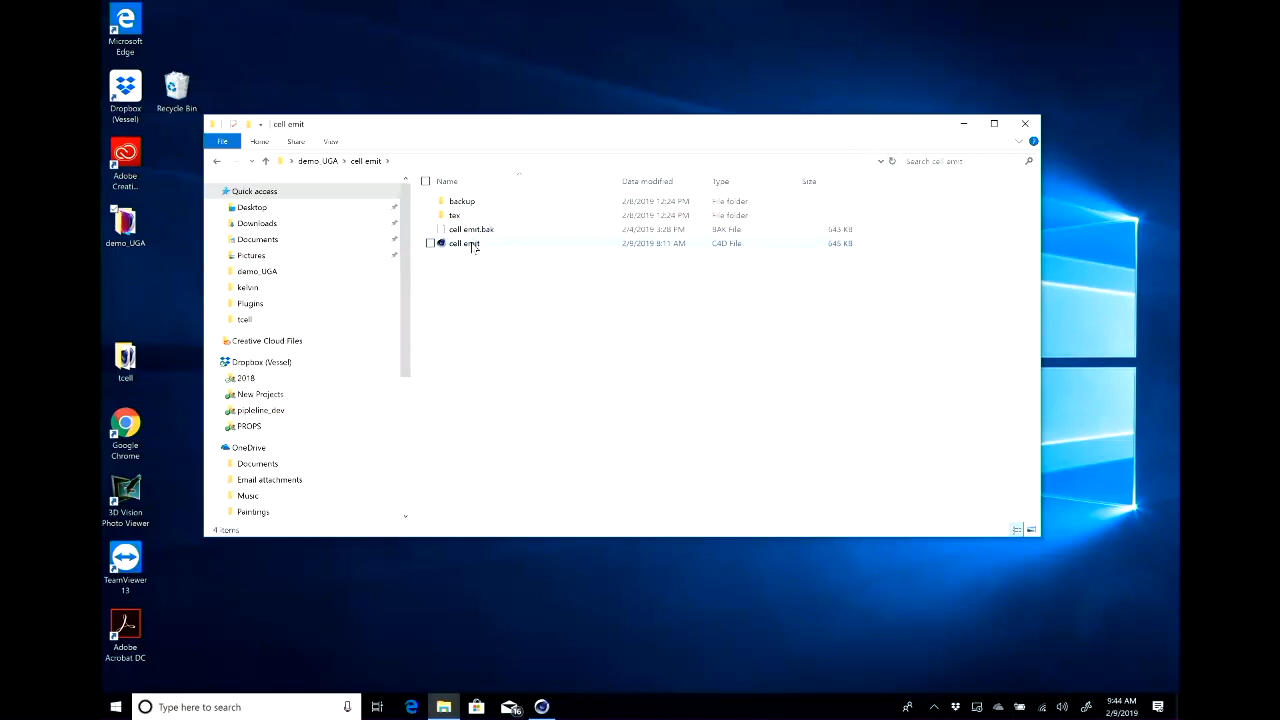 Microsoft
Edge
Dropbox
(Vessel)
Recycle Bin
Adobe
Creati...
demo_UGA
tcell
Google
Chrome
3D Vision
Photo Viewer
TeamViewer
13
Adobe
Acrobat DC
cell emit
File Home Share View
demo_UGA > cell emit >
Search cell emit
Name Date modified Type Size
backup 2/8/2019 12:24 PM File folder
tex 2/8/2019 12:24 PM File folder
cell emit.bak 2/4/2019 3:28 PM BAK File 643 KB
cell emit 2/9/2019 8:11 AM C4D File 645 KB
Quick access
Desktop
Downloads
Documents
Pictures
demo_UGA
kelvin
Plugins
tcell
Creative Cloud Files
Dropbox (Vessel)
2018
New Projects
pipleline_dev
PROPS
OneDrive
Documents
Email attachments
Music
Paintings
4 items
Type here to search
16
9:44 AM
2/9/2019